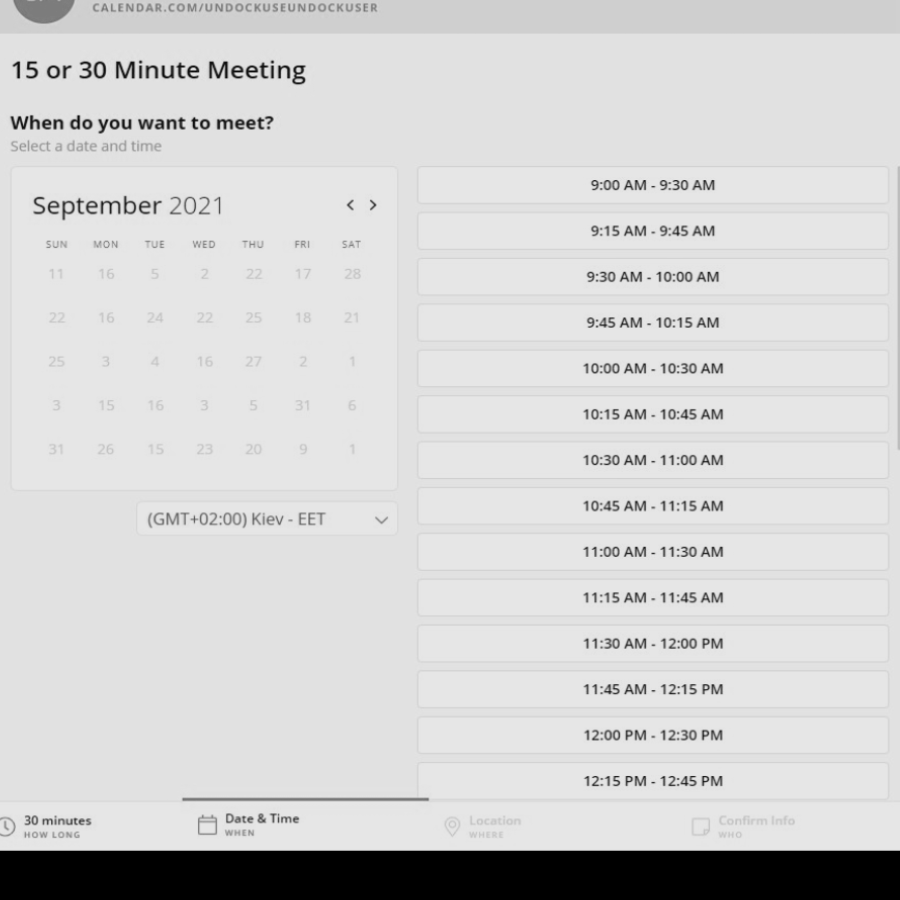 CALENDAR.COM/UNDOCKUSEUNDOCKUSER
15 or 30 Minute Meeting
When do you want to meet?
Select a date and time
September 2021
SUN MON TUE WED THU FRI SAT
11 16 5 2 22 17 28
22 16 24 22 25 18 21
25 3 4 16 27 2 1
3 15 16 3 5 31 6
31 26 15 23 20 9 1
(GMT+02:00) Kiev - EET
9:00 AM - 9:30 AM
9:15 AM - 9:45 AM
9:30 AM - 10:00 AM
9:45 AM - 10:15 AM
10:00 AM - 10:30 AM
10:15 AM - 10:45 AM
10:30 AM - 11:00 AM
10:45 AM - 11:15 AM
11:00 AM - 11:30 AM
11:15 AM - 11:45 AM
11:30 AM - 12:00 PM
11:45 AM - 12:15 PM
12:00 PM - 12:30 PM
12:15 PM - 12:45 PM
30 minutes
HOW LONG
Date & Time
WHEN
Location
WHERE
Confirm Info
WHO